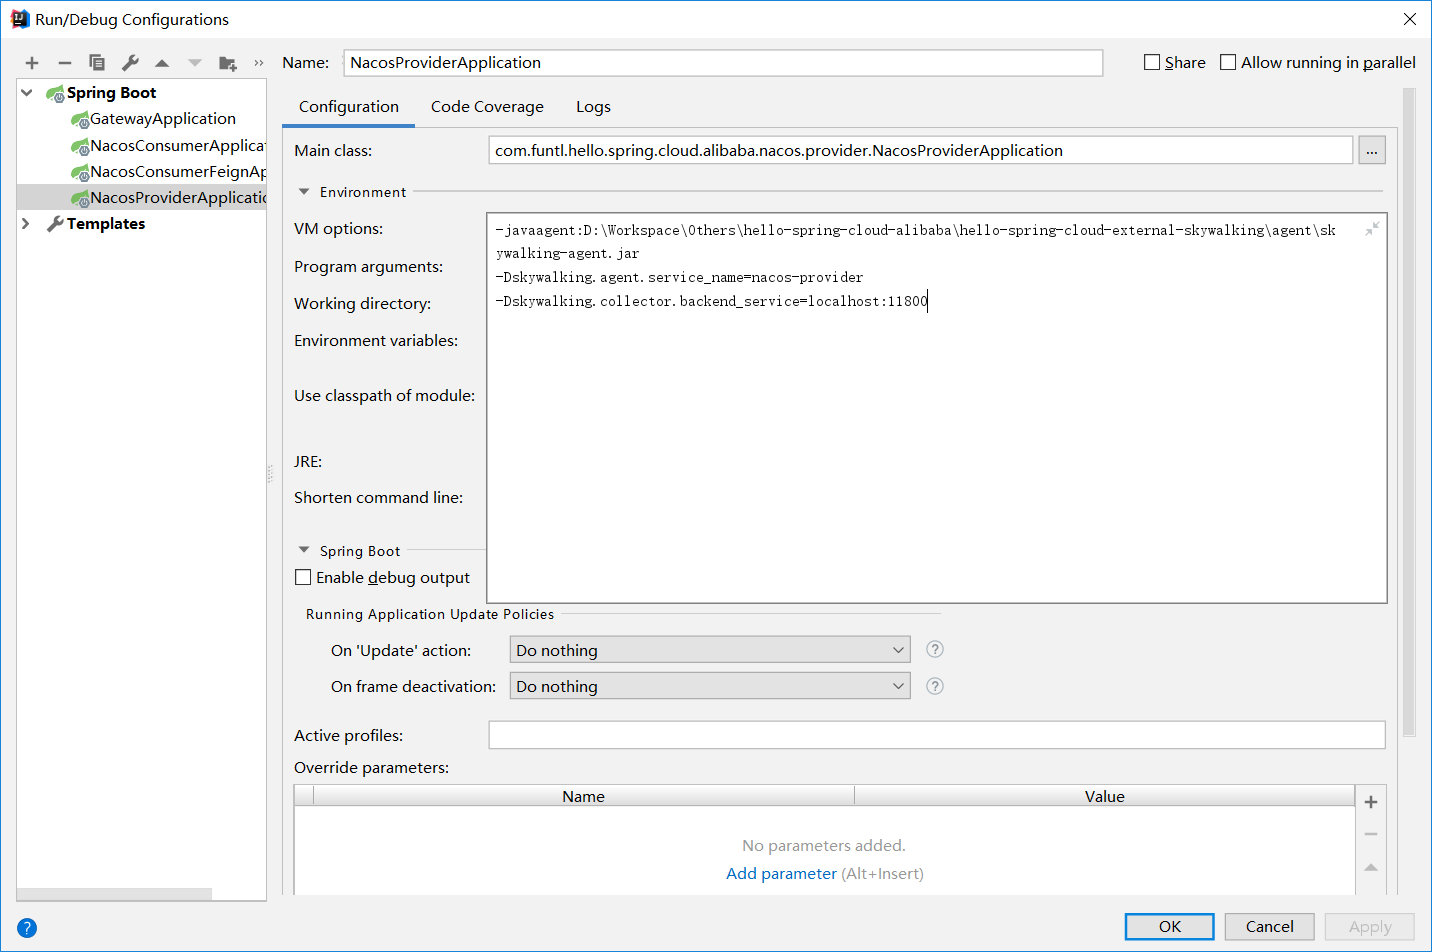 Run/Debug Configurations
Name: NacosProviderApplication
Share Allow running in parallel
Spring Boot
GatewayApplication
NacosConsumerApplica
NacosConsumerFeignAp
NacosProviderApplicatio
Templates
Configuration Code Coverage Logs
Main class: com.funtl.hello.spring.cloud.alibaba.nacos.provider.NacosProviderApplication ...
Environment
VM options:
-javaagent:D:\Workspace\Others\hello-spring-cloud-alibaba\hello-spring-cloud-external-skywalking\agent\sk
ywalking-agent.jar
-Dskywalking.agent.service_name=nacos-provider
-Dskywalking.collector.backend_service=localhost:11800
Program arguments:
Working directory:
Environment variables:
Use classpath of module:
JRE:
Shorten command line:
Spring Boot
Enable debug output
Running Application Update Policies
On 'Update' action: Do nothing ?
On frame deactivation: Do nothing ?
Active profiles:
Override parameters:
Name Value
No parameters added.
Add parameter (Alt+Insert)
? OK Cancel Apply